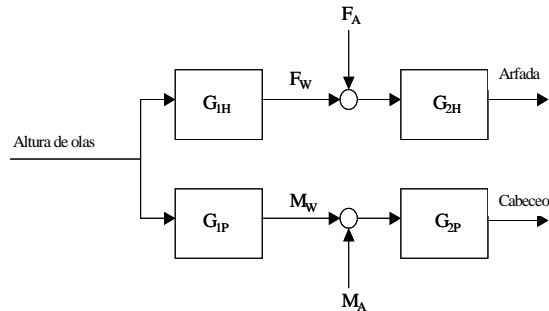 F_A
F_W
Arfada
G_1H
G_2H
Altura de olas
M_W
Cabeceo
G_1P
G_2P
M_A